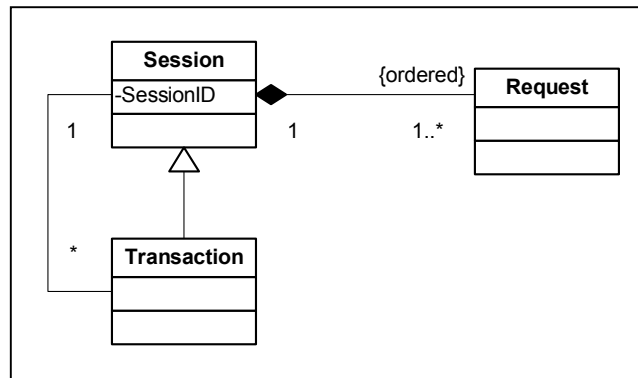 Session
-SessionID
{ordered}
Request
1
1
1..*
*
Transaction